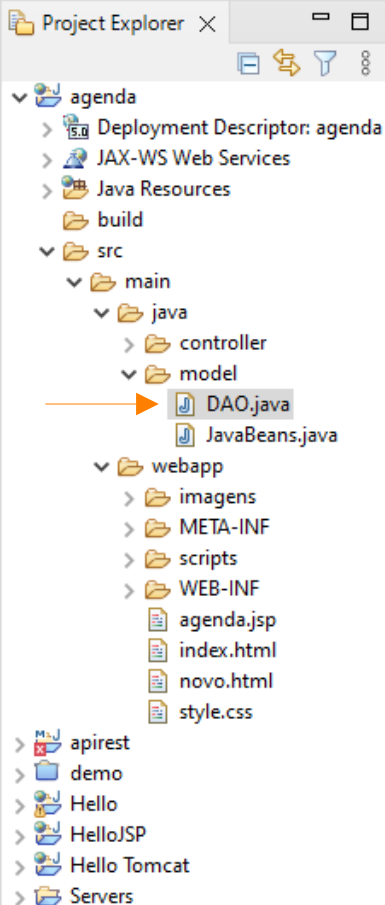 Project Explorer
agenda
5.0 Deployment Descriptor: agenda
JAX-WS Web Services
Java Resources
build
src
main
java
controller
model
J DAO.java
J JavaBeans.java
webapp
imagens
META-INF
scripts
WEB-INF
agenda.jsp
index.html
novo.html
style.css
apirest
demo
Hello
HelloJSP
Hello Tomcat
Servers